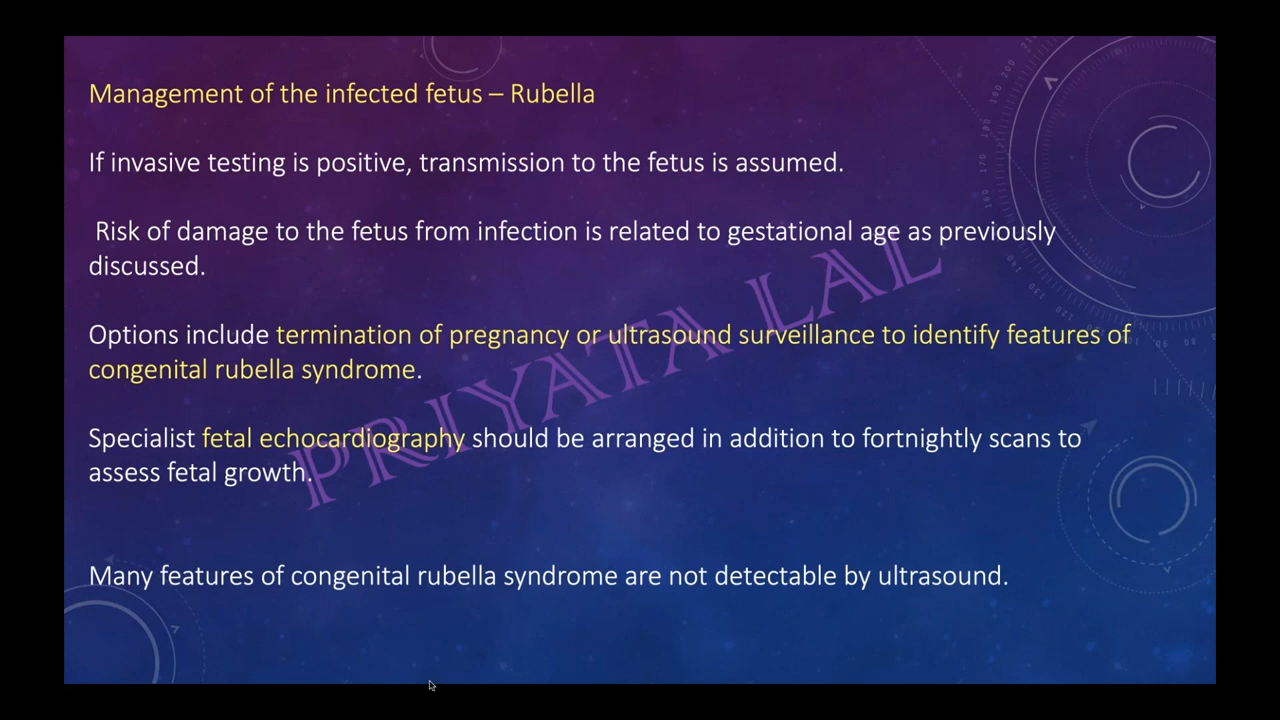 Management of the infected fetus – Rubella
If invasive testing is positive, transmission to the fetus is assumed.
Risk of damage to the fetus from infection is related to gestational age as previously
discussed.
Options include termination of pregnancy or ultrasound surveillance to identify features of
congenital rubella syndrome.
Specialist fetal echocardiography should be arranged in addition to fortnightly scans to
assess fetal growth.
Many features of congenital rubella syndrome are not detectable by ultrasound.
PRIYATA LAL